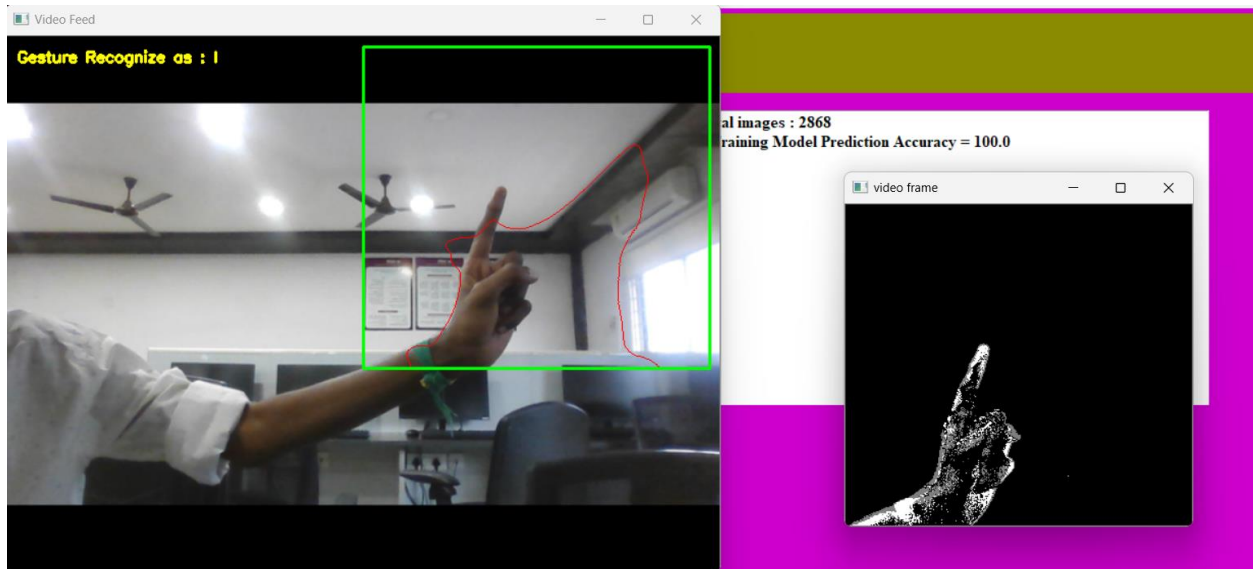 Video Feed
Gesture Recognize as : I
al images : 2868
raining Model Prediction Accuracy = 100.0
video frame